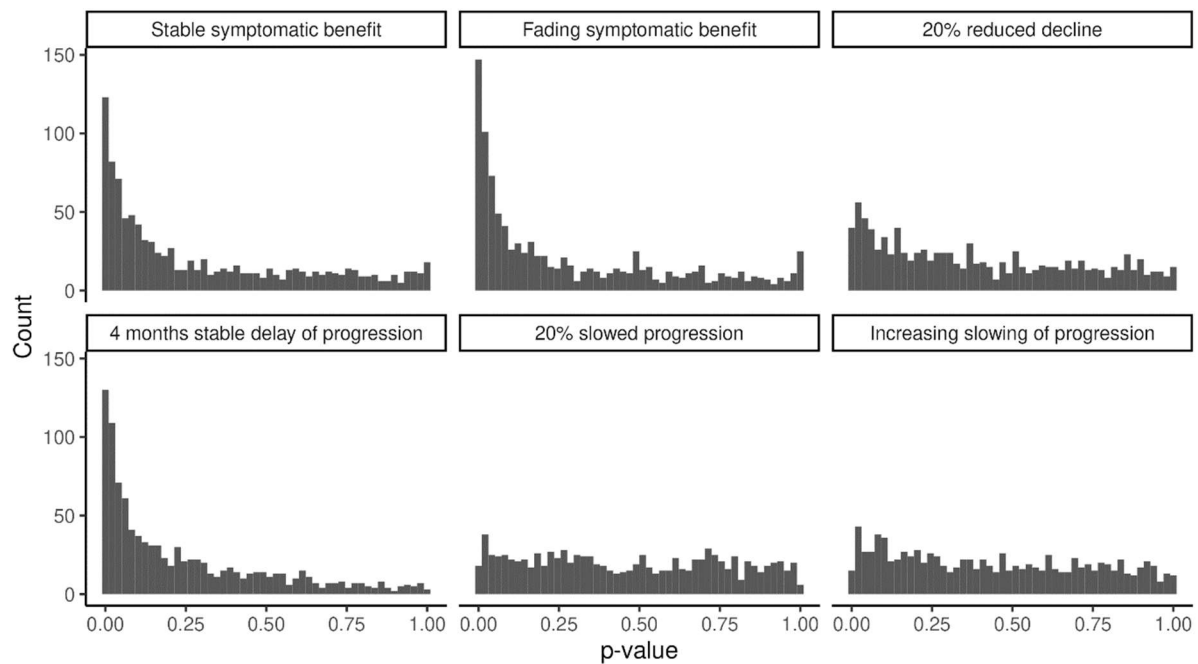 Stable symptomatic benefit
Fading symptomatic benefit
20% reduced decline
150
100
50
0
4 months stable delay of progression
20% slowed progression
Increasing slowing of progression
150
100
50
0
Count
0.00 0.25 0.50 0.75 1.00
0.00 0.25 0.50 0.75 1.00
0.00 0.25 0.50 0.75 1.00
p-value